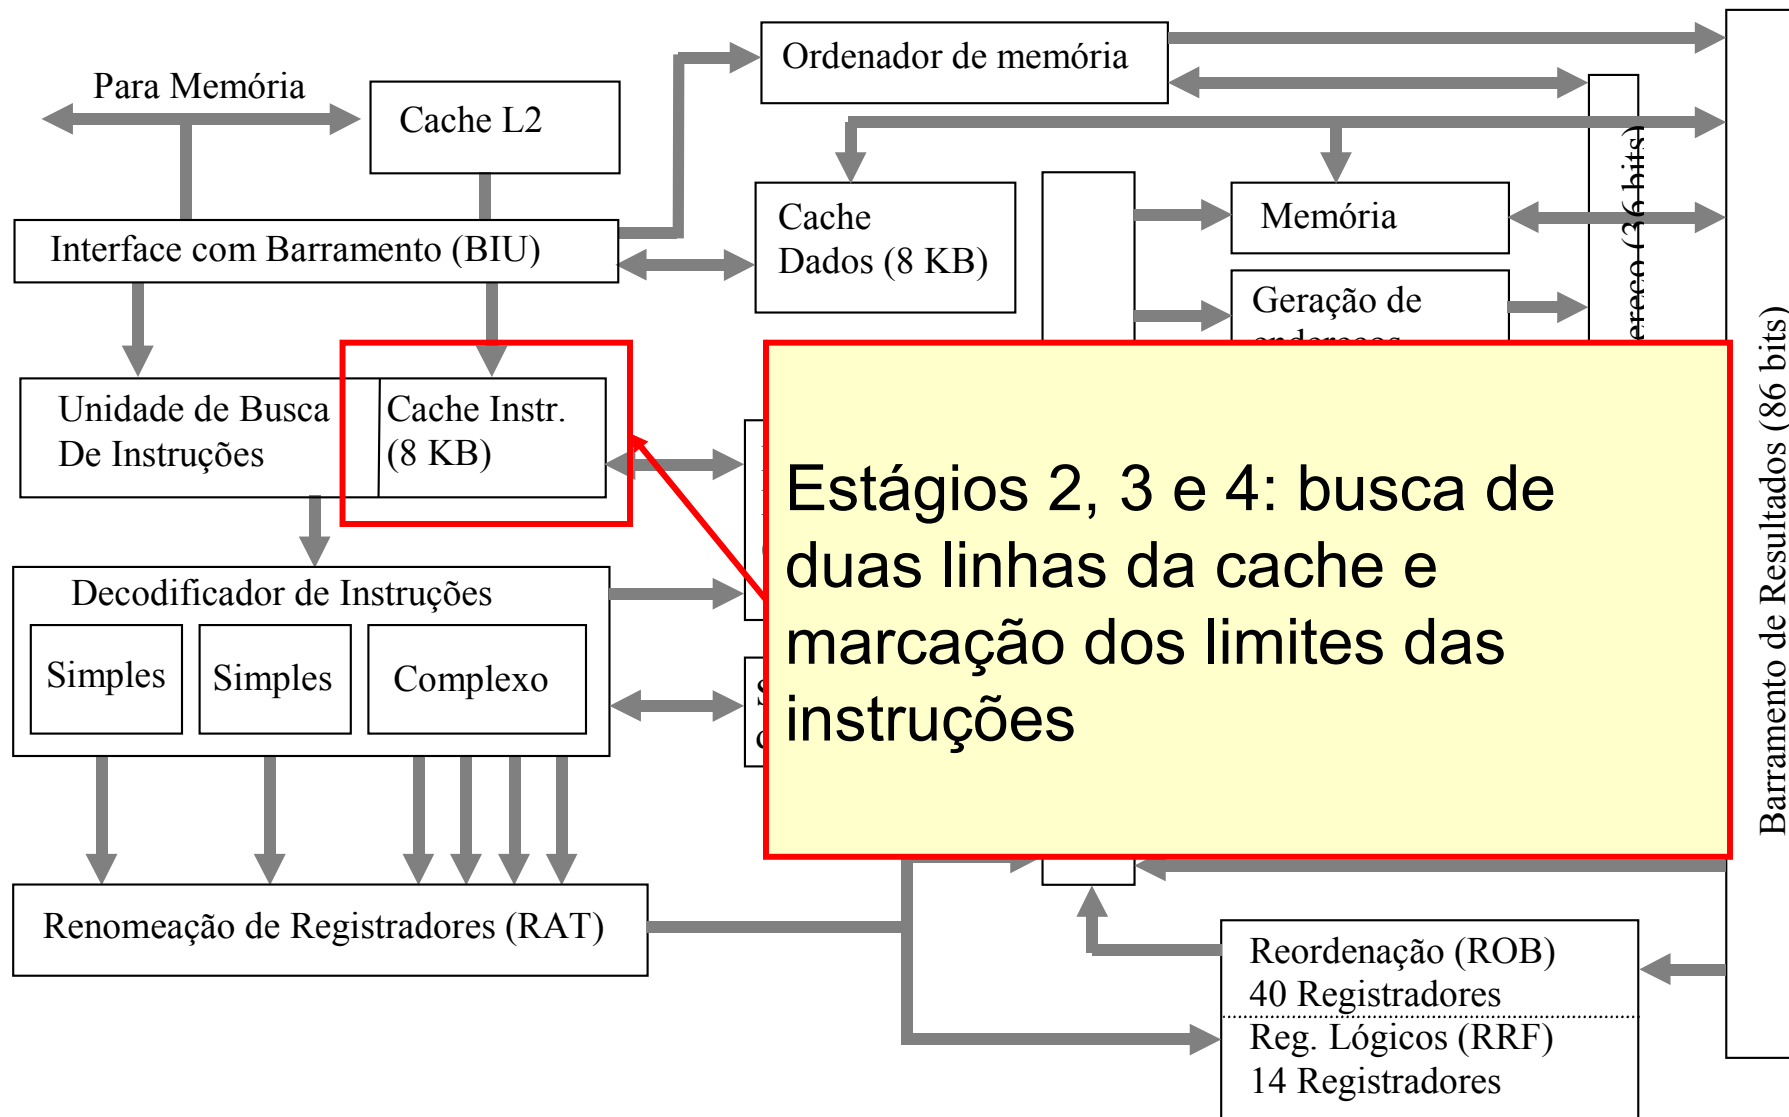 Para Memória
Cache L2
Ordenador de memória
Interface com Barramento (BIU)
Cache
Dados (8 KB)
Memória
Geração de
(36 bits)
Unidade de Busca
De Instruções
Cache Instr.
(8 KB)
Barramento de Resultados (86 bits)
Estágios 2, 3 e 4: busca de
duas linhas da cache e
marcação dos limites das
instruções
Decodificador de Instruções
Simples
Simples
Complexo
Renomeação de Registradores (RAT)
Reordenação (ROB)
40 Registradores
Reg. Lógicos (RRF)
14 Registradores